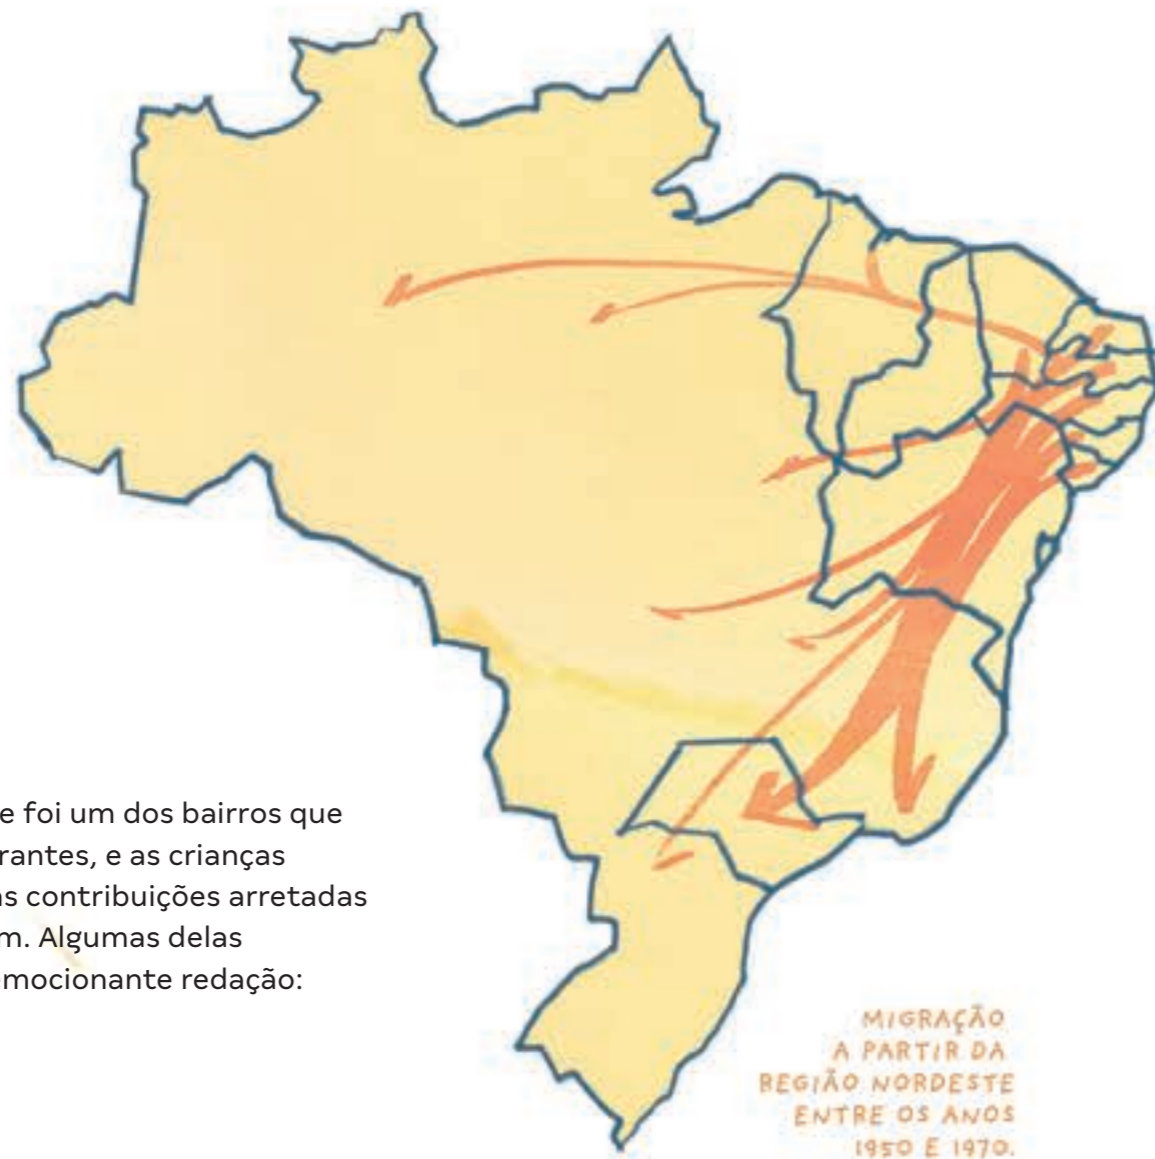 e foi um dos bairros que
rantes, e as crianças
as contribuições arretadas
m. Algumas delas
emocionante redação:
MIGRAÇÃO
A PARTIR DA
REGIÃO NORDESTE
ENTRE OS ANOS
1950 E 1970.